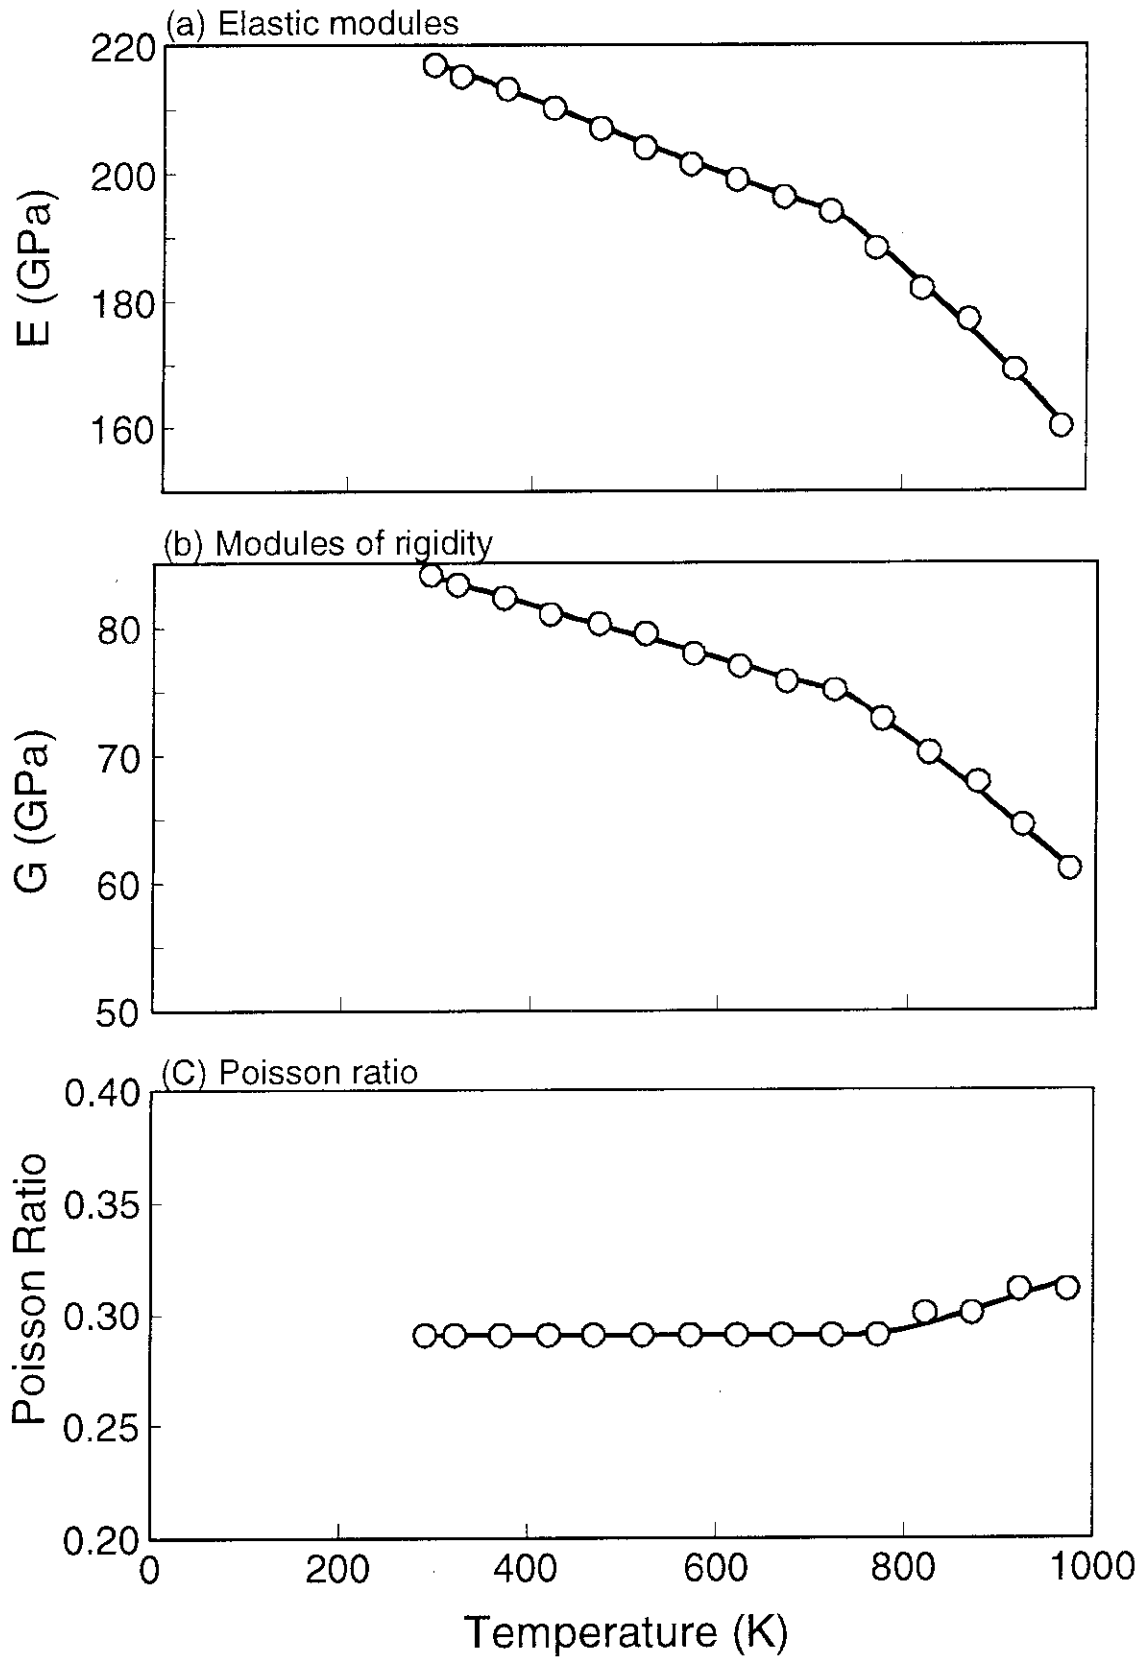 (a) Elastic modules
220
200
180
160
E (GPa)
(b) Modules of rigidity
80
70
60
50
G (GPa)
(C) Poisson ratio
0.40
0.35
0.30
0.25
0.20
Poisson Ratio
0 200 400 600 800 1000
Temperature (K)